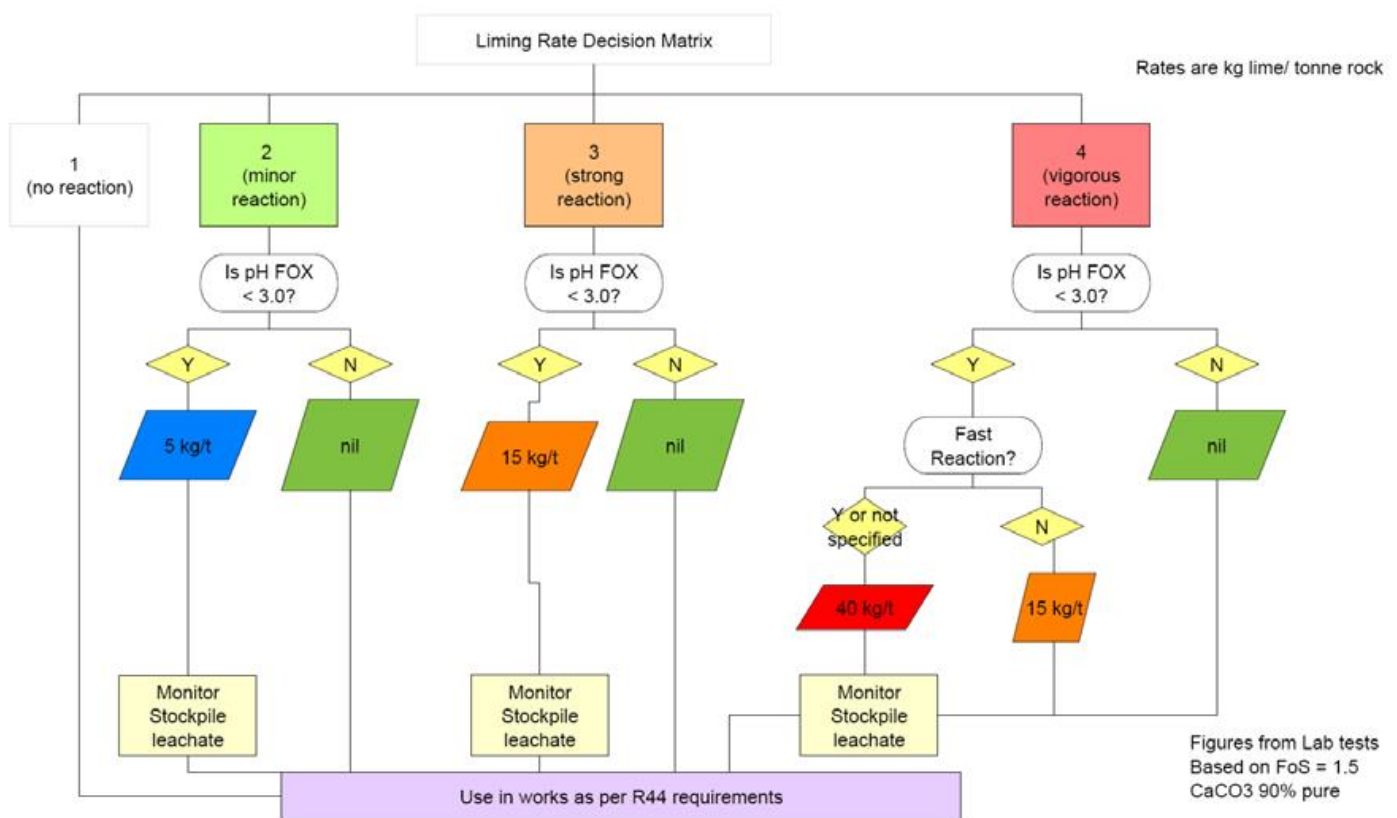 Liming Rate Decision Matrix
Rates are kg lime/ tonne rock
1
(no reaction)
2
(minor
reaction)
3
(strong
reaction)
4
(vigorous
reaction)
Is pH FOX
< 3.0?
Is pH FOX
< 3.0?
Is pH FOX
< 3.0?
Y
N
Y
N
Y
N
5 kg/t
nil
15 kg/t
nil
Fast
Reaction?
nil
Y or not
specified
N
40 kg/t
15 kg/t
Monitor
Stockpile
leachate
Monitor
Stockpile
leachate
Monitor
Stockpile
leachate
Figures from Lab tests
Based on FoS = 1.5
CaCO3 90% pure
Use in works as per R44 requirements